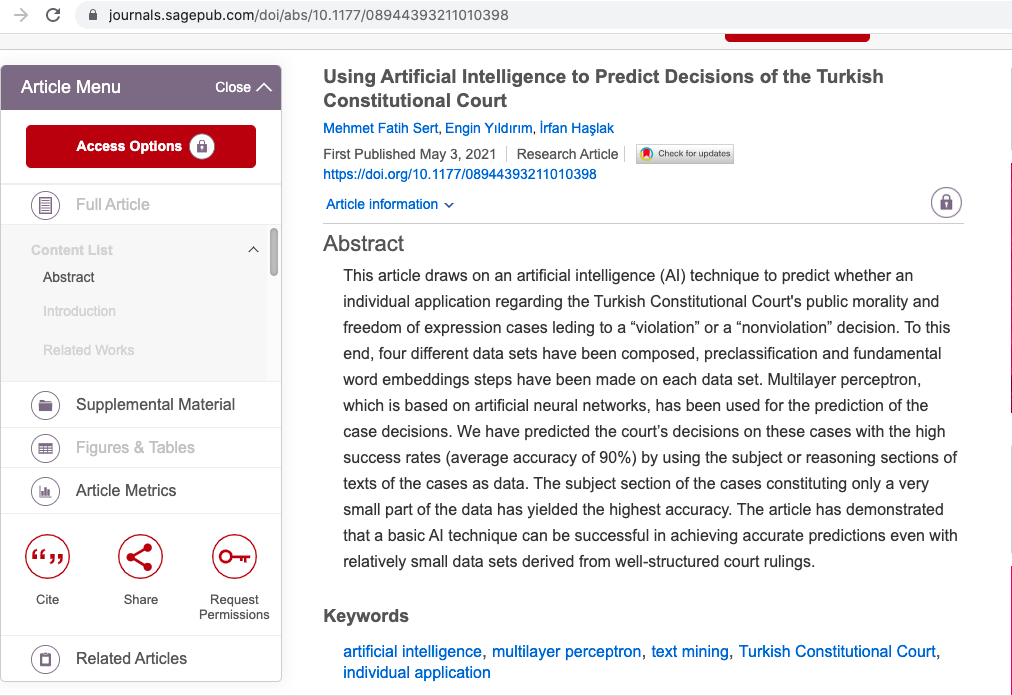 journals.sagepub.com/doi/abs/10.1177/08944393211010398
Article Menu
Close
Access Options
Full Article
Content List
Abstract
Introduction
Related Works
Supplemental Material
Figures & Tables
Article Metrics
Cite
Share
Request
Permissions
Related Articles
Using Artificial Intelligence to Predict Decisions of the Turkish
Constitutional Court
Mehmet Fatih Sert, Engin Yıldırım, İrfan Haşlak
First Published May 3, 2021
Research Article
Check for updates
https://doi.org/10.1177/08944393211010398
Article information
Abstract
This article draws on an artificial intelligence (AI) technique to predict whether an
individual application regarding the Turkish Constitutional Court's public morality and
freedom of expression cases leding to a “violation” or a “nonviolation” decision. To this
end, four different data sets have been composed, preclassification and fundamental
word embeddings steps have been made on each data set. Multilayer perceptron,
which is based on artificial neural networks, has been used for the prediction of the
case decisions. We have predicted the court’s decisions on these cases with the high
success rates (average accuracy of 90%) by using the subject or reasoning sections of
texts of the cases as data. The subject section of the cases constituting only a very
small part of the data has yielded the highest accuracy. The article has demonstrated
that a basic AI technique can be successful in achieving accurate predictions even with
relatively small data sets derived from well-structured court rulings.
Keywords
artificial intelligence, multilayer perceptron, text mining, Turkish Constitutional Court,
individual application